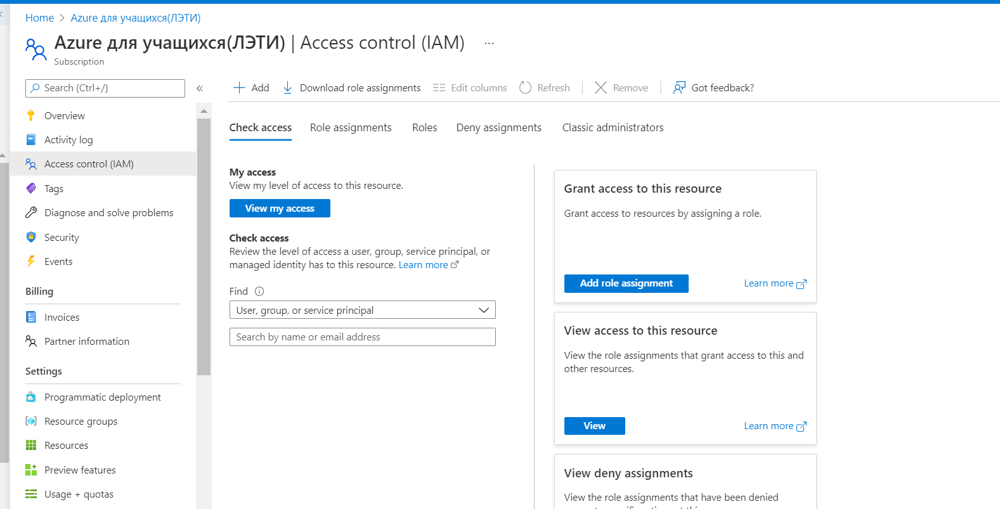 Home > Azure для учащихся(ЛЭТИ)
Azure для учащихся(ЛЭТИ) | Access control (IAM) ...
Subscription
Search (Ctrl+/)
«
Overview
Activity log
Access control (IAM)
Tags
Diagnose and solve problems
Security
Events
Billing
Invoices
Partner information
Settings
Programmatic deployment
Resource groups
Resources
Preview features
Usage + quotas
Add Download role assignments Edit columns Refresh Remove Got feedback?
Check access Role assignments Roles Deny assignments Classic administrators
My access
View my level of access to this resource.
View my access
Check access
Review the level of access a user, group, service principal, or
managed identity has to this resource. Learn more
Find
User, group, or service principal
Search by name or email address
Grant access to this resource
Grant access to resources by assigning a role.
Add role assignment Learn more
View access to this resource
View the role assignments that grant access to this and
other resources.
View Learn more
View deny assignments
View the role assignments that have been denied